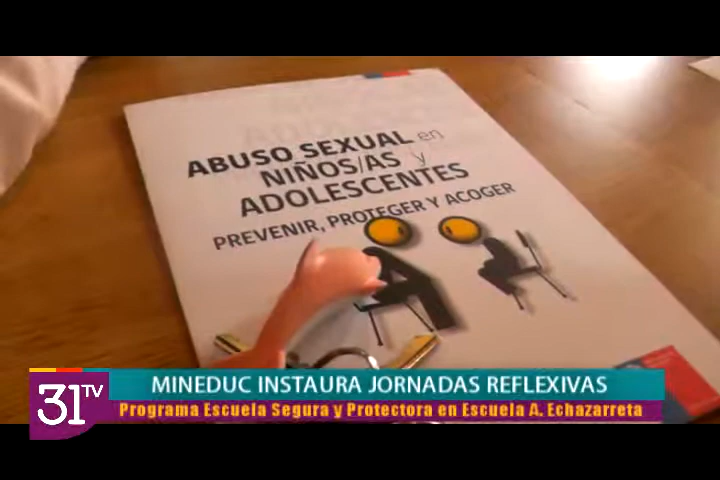 ABUSO SEXUAL en
NIÑOS/AS y
ADOLESCENTES
PREVENIR, PROTEGER Y ACOGER
31TV
MINEDUC INSTAURA JORNADAS REFLEXIVAS
Programa Escuela Segura y Protectora en Escuela A. Echazarreta